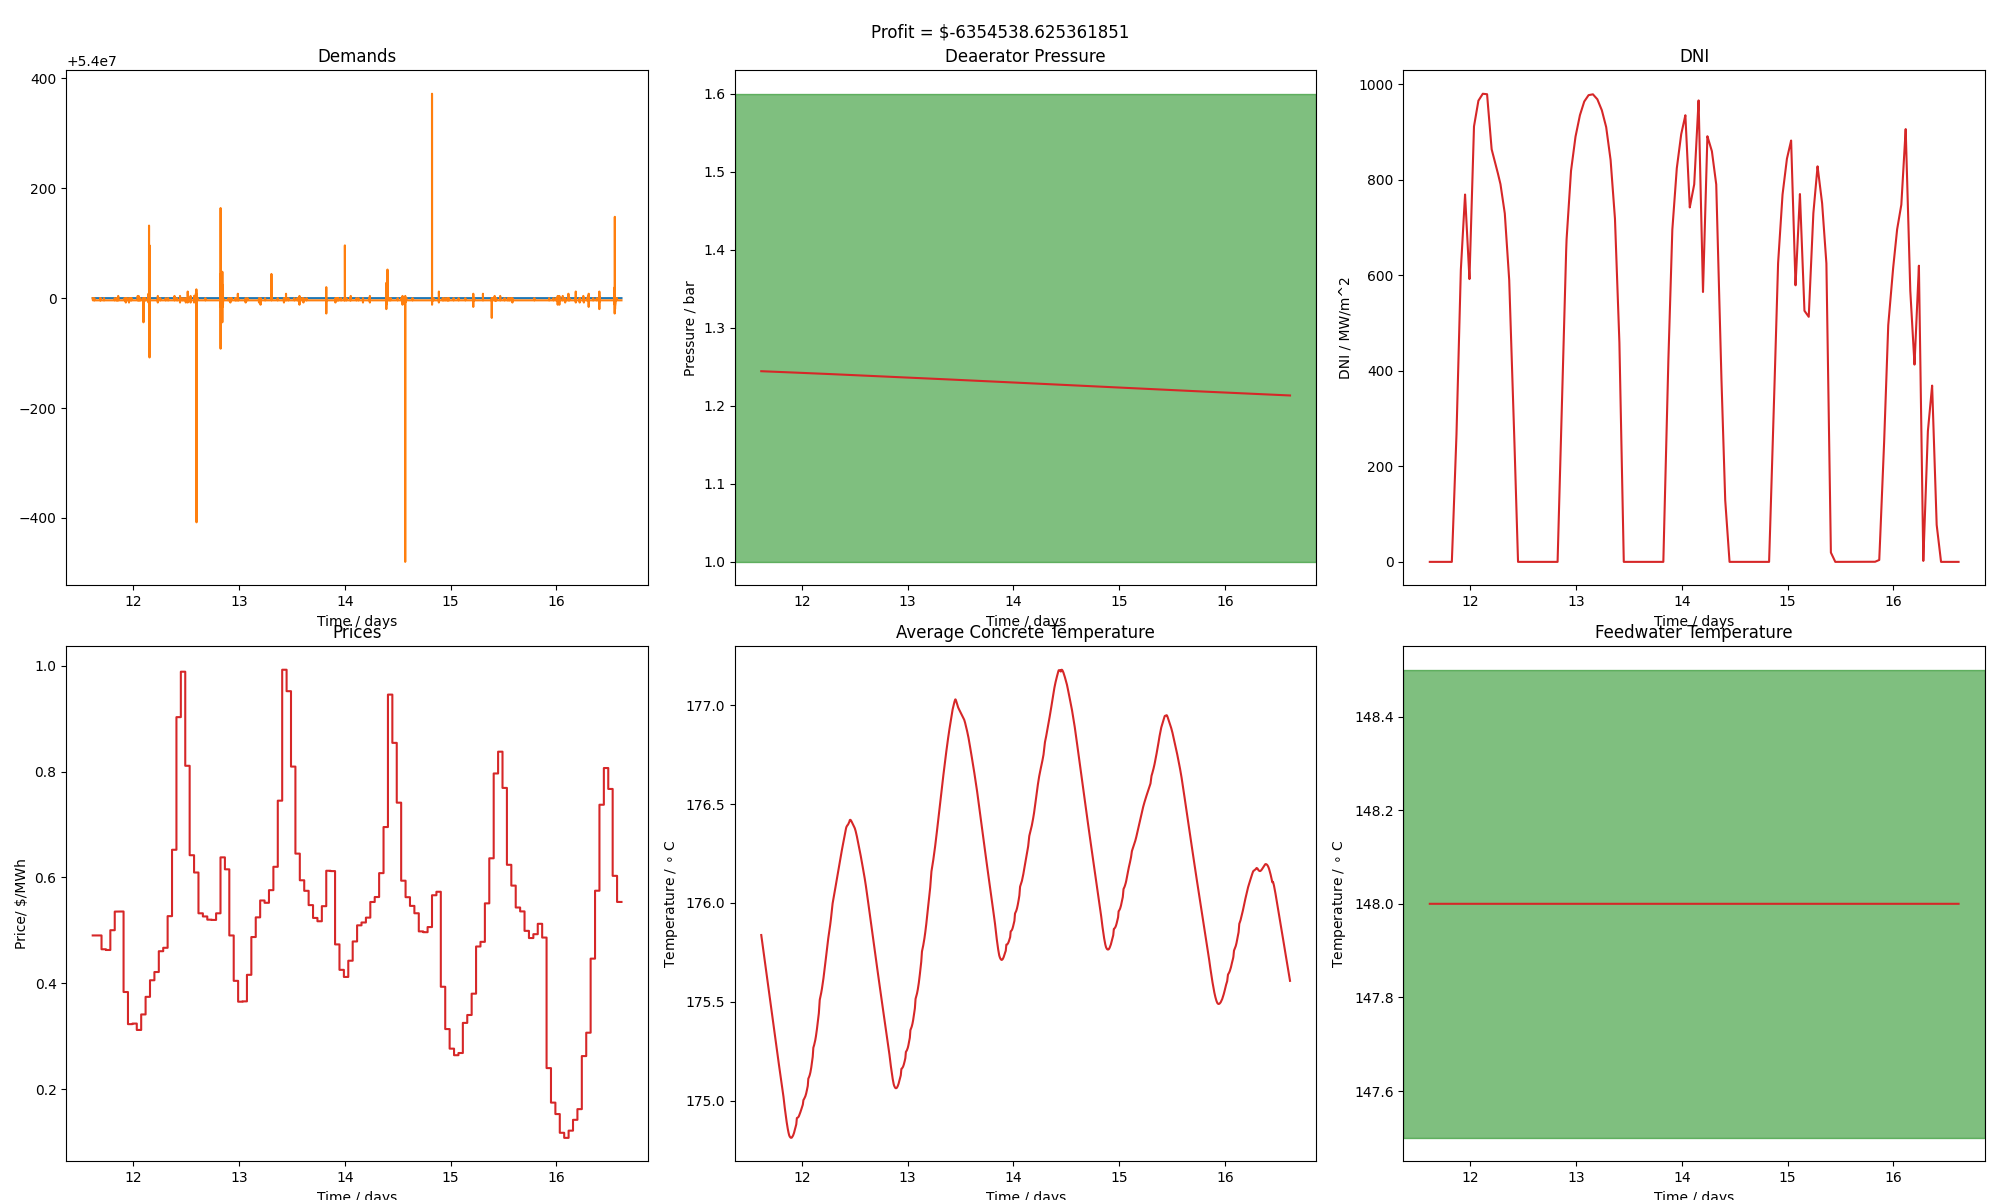 Profit = $-6354538.625361851
Demands
+5.4e7
400
200
0
−200
−400
12 13 14 15 16
Time / days
Deaerator Pressure
Pressure / bar
1.6
1.5
1.4
1.3
1.2
1.1
1.0
12 13 14 15 16
Time / days
DNI
DNI / MW/m^2
1000
800
600
400
200
0
12 13 14 15 16
Time / days
Prices
Price/ $/MWh
1.0
0.8
0.6
0.4
0.2
12 13 14 15 16
Time / days
Average Concrete Temperature
Temperature / ∘ C
177.0
176.5
176.0
175.5
175.0
12 13 14 15 16
Time / days
Feedwater Temperature
Temperature / ∘ C
148.4
148.2
148.0
147.8
147.6
12 13 14 15 16
Time / days